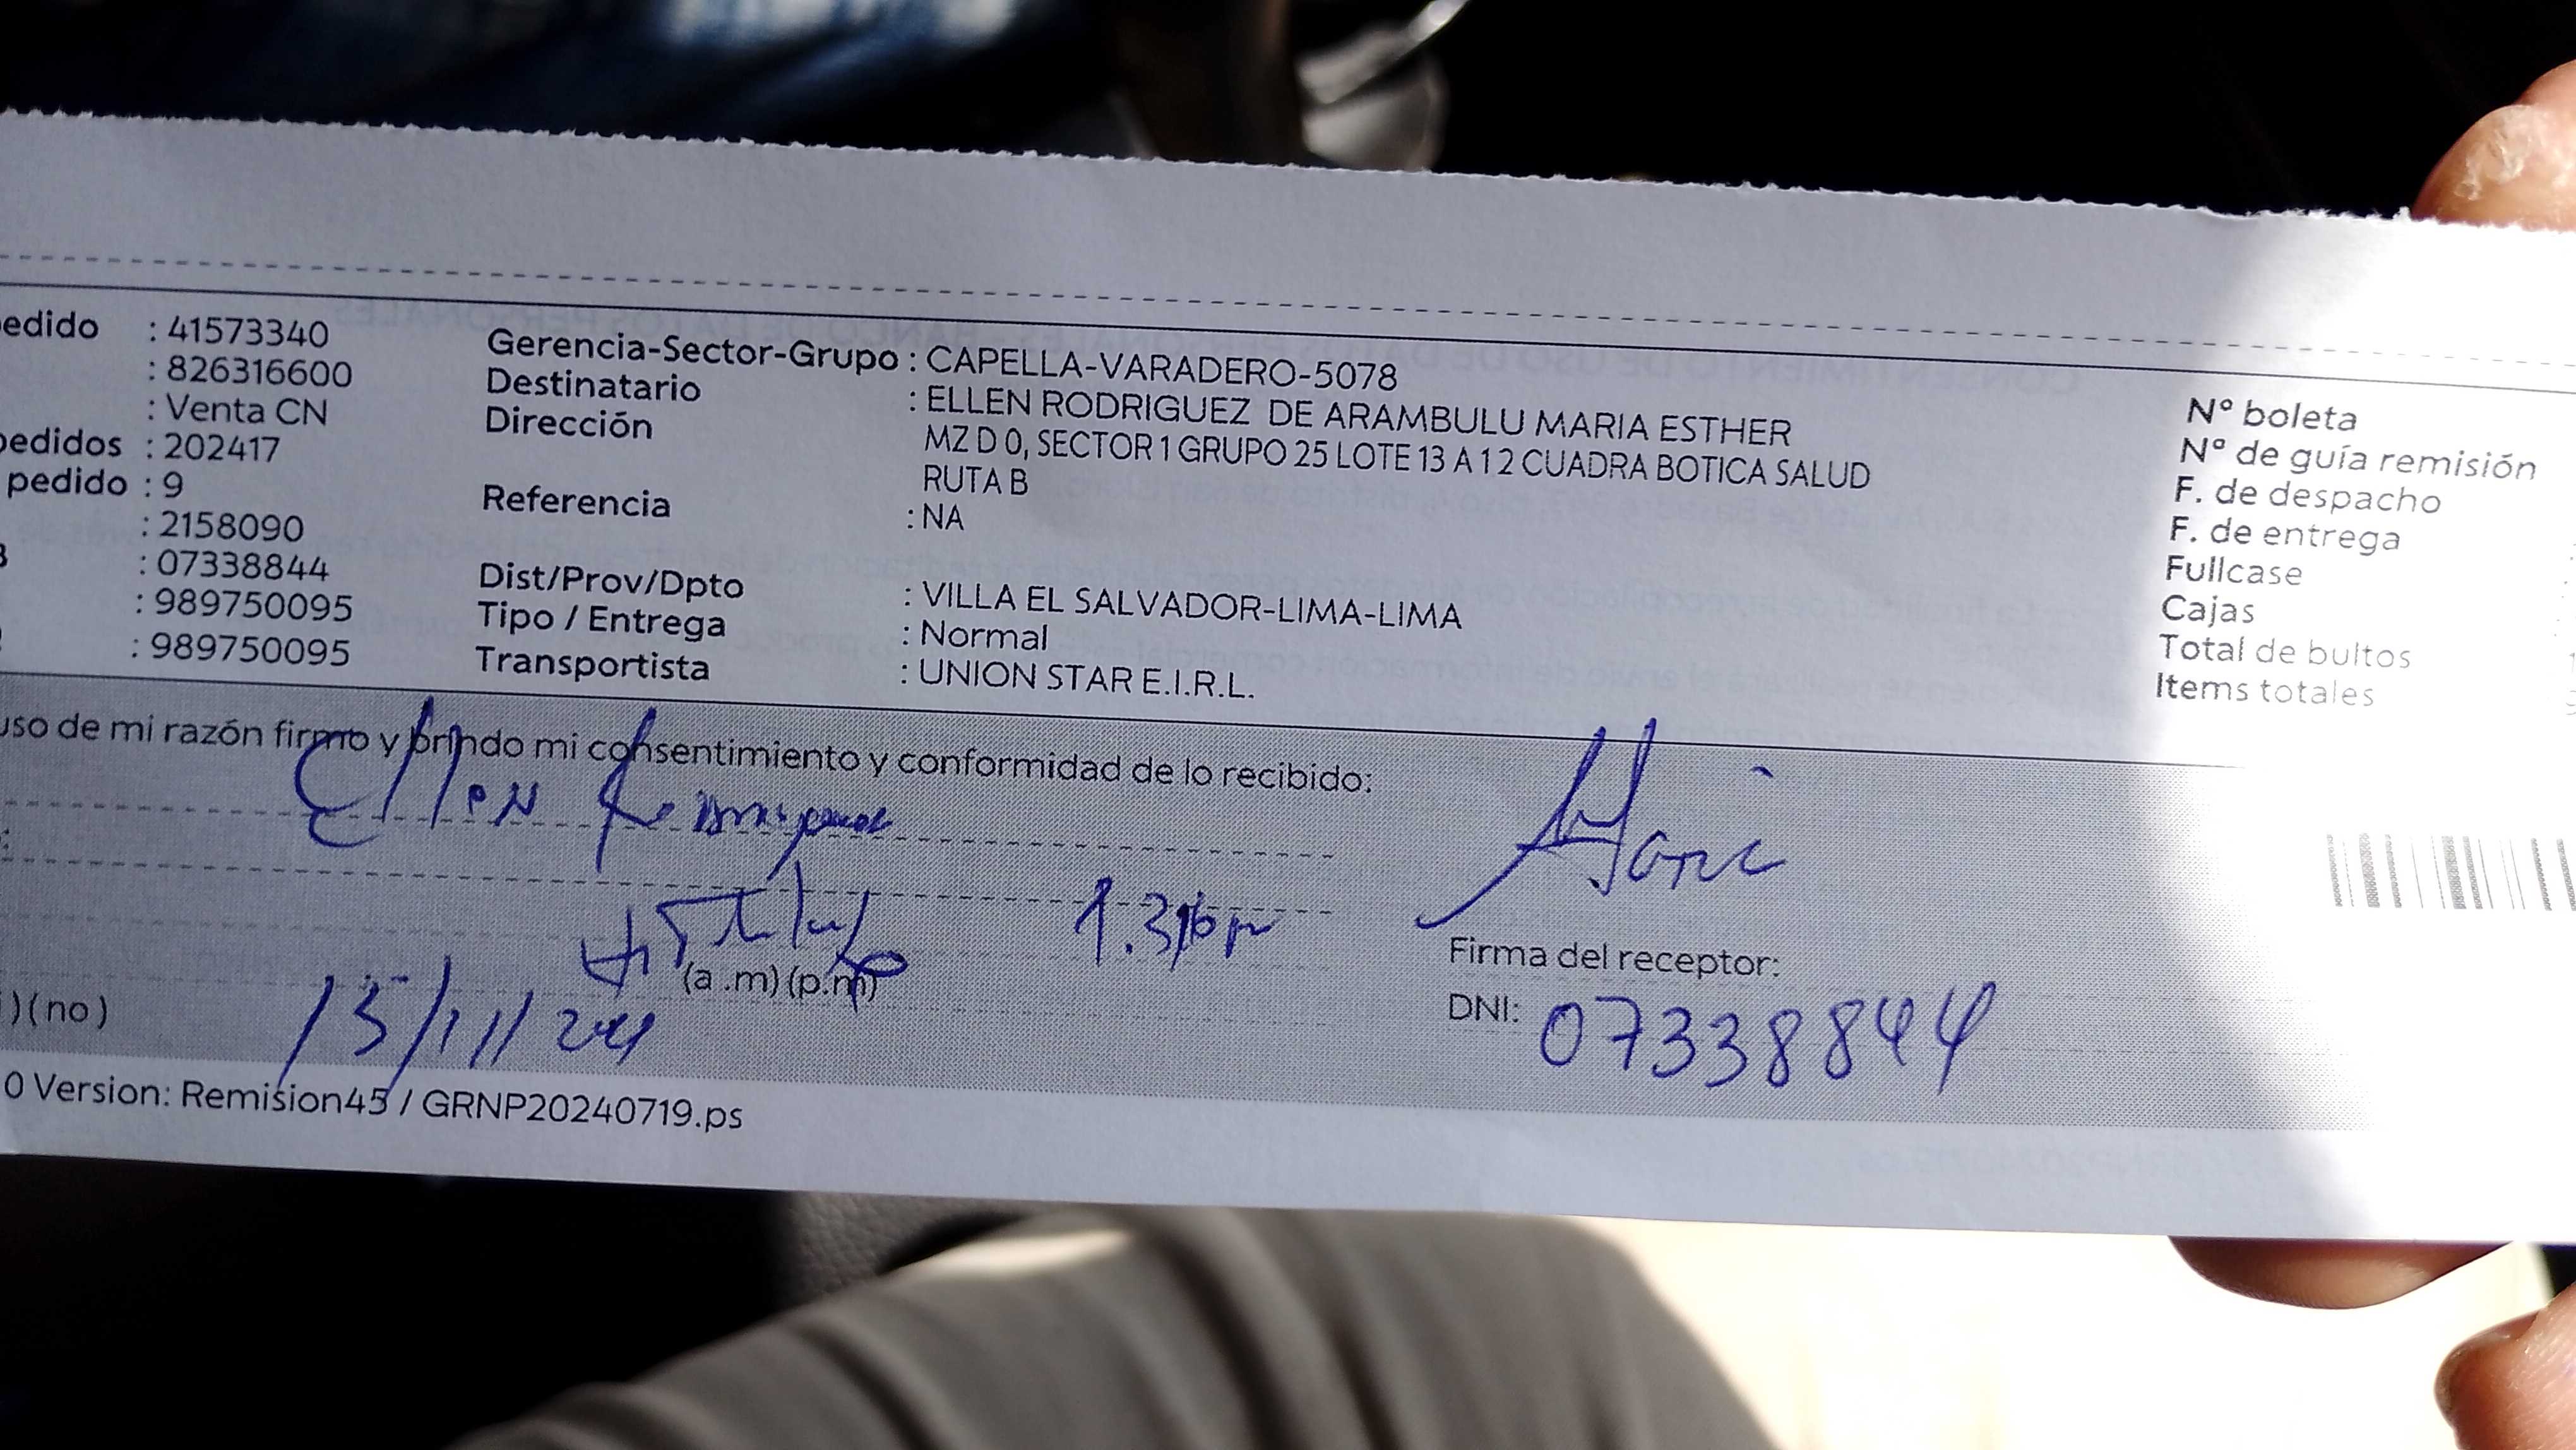 edido : 41573340
: 826316600
: Venta CN
pedidos : 202417
pedido : 9
: 2158090
: 07338844
: 989750095
: 989750095
Gerencia-Sector-Grupo : CAPELLA-VARADERO-5078
Destinatario : ELLEN RODRIGUEZ DE ARAMBULU MARIA ESTHER
Dirección MZ D 0, SECTOR 1 GRUPO 25 LOTE 13 A 1 2 CUADRA BOTICA SALUD
RUTA B
Referencia : NA
Dist/Prov/Dpto : VILLA EL SALVADOR-LIMA-LIMA
Tipo / Entrega : Normal
Transportista : UNION STAR E.I.R.L.
Nº boleta
Nº de guía remisión
F. de despacho
F. de entrega
Fullcase
Cajas
Total de bultos
Items totales
uso de mi razón firmo y brindo mi consentimiento y conformidad de lo recibido:
Ellen
(a .m) (p.m)
) (no)
13/11/24
Firma del receptor:
DNI: 07338844
0 Version: Remision45 / GRNP20240719.ps